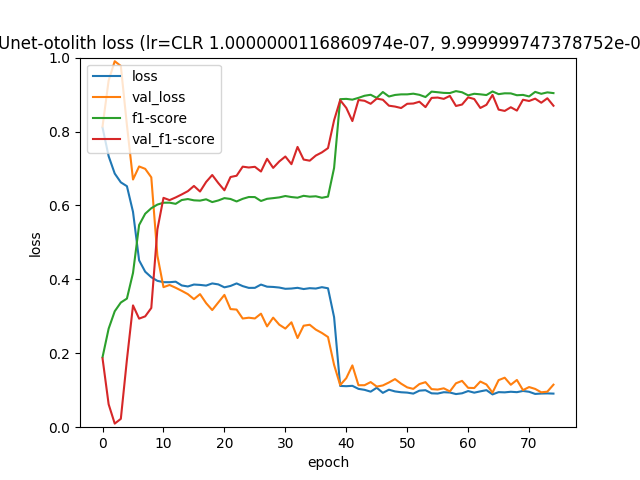 Unet-otolith loss (lr=CLR 1.0000000116860974e-07, 9.999999747378752e-0
loss
val_loss
f1-score
val_f1-score
1.0
0.8
0.6
0.4
0.2
0.0
loss
0 10 20 30 40 50 60 70
epoch